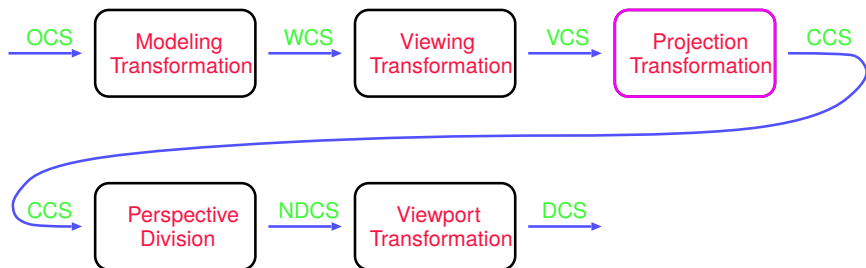 OCS
Modeling
Transformation
WCS
Viewing
Transformation
VCS
Projection
Transformation
CCS
CCS
Perspective
Division
NDCS
Viewport
Transformation
DCS